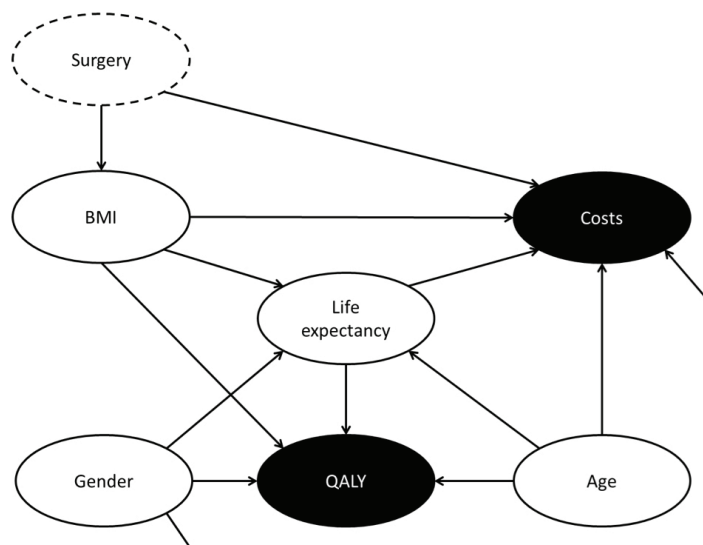 Surgery
BMI
Costs
Life
expectancy
Gender
QALY
Age